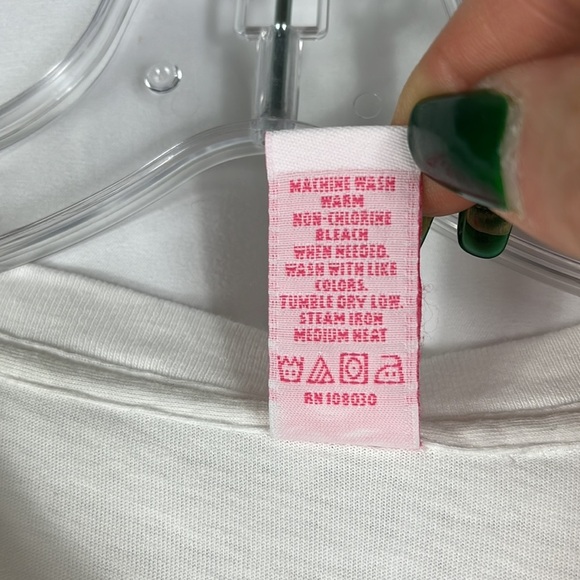 MACHINE WASH
WARM
NON-CHLORINE
BLEACH
WHEN NEEDED.
WASH WITH LIKE
COLORS.
TUMBLE DRY LOW.
STEAM IRON
MEDIUM HEAT
RN 108030